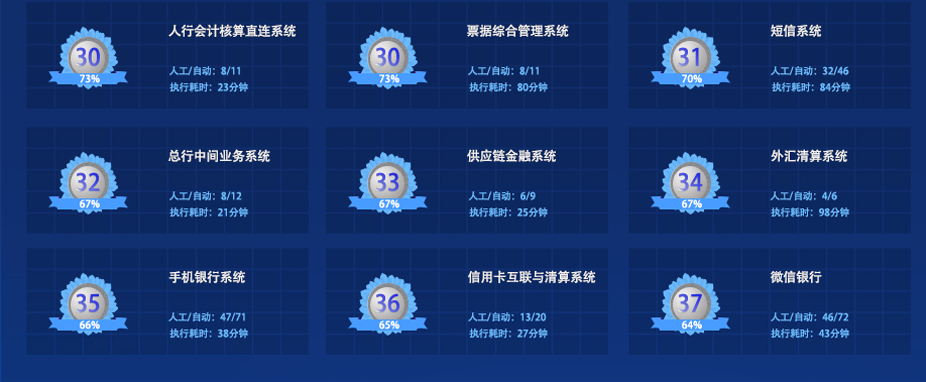 人行会计核算直连系统
30
73%
人工/自动：8/11
执行耗时：23分钟
票据综合管理系统
30
73%
人工/自动：8/11
执行耗时：80分钟
短信系统
31
70%
人工/自动：32/46
执行耗时：84分钟
总行中间业务系统
32
67%
人工/自动：8/12
执行耗时：21分钟
供应链金融系统
33
67%
人工/自动：6/9
执行耗时：25分钟
外汇清算系统
34
67%
人工/自动：4/6
执行耗时：98分钟
手机银行系统
35
66%
人工/自动：47/71
执行耗时：38分钟
信用卡互联与清算系统
36
65%
人工/自动：13/20
执行耗时：27分钟
微信银行
37
64%
人工/自动：46/72
执行耗时：43分钟